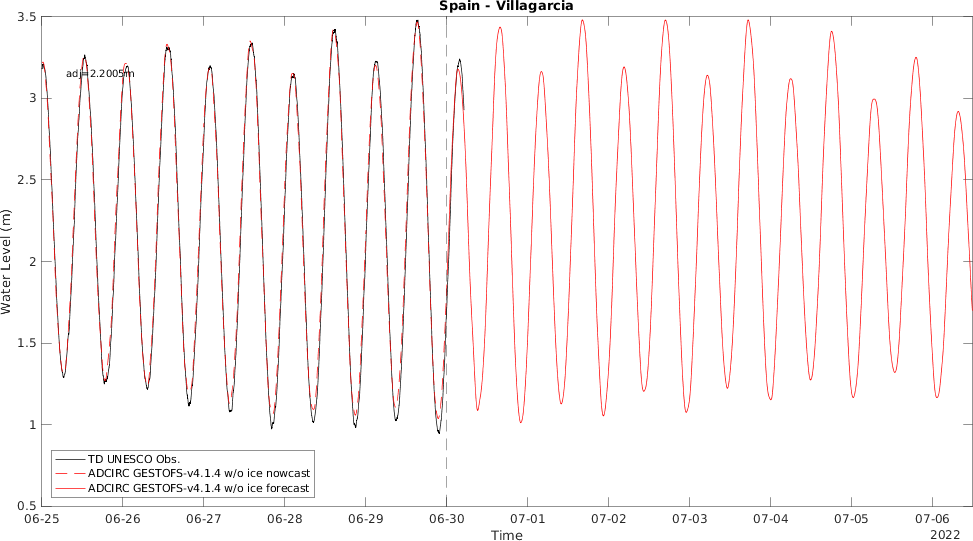 Spain - Villagarcia
3.5
3
2.5
2
1.5
1
0.5
Water Level (m)
adj=2.2005m
TD UNESCO Obs.
ADCIRC GESTOFS-v4.1.4 w/o ice nowcast
ADCIRC GESTOFS-v4.1.4 w/o ice forecast
06-25 06-26 06-27 06-28 06-29 06-30 07-01 07-02 07-03 07-04 07-05 07-06
2022
Time